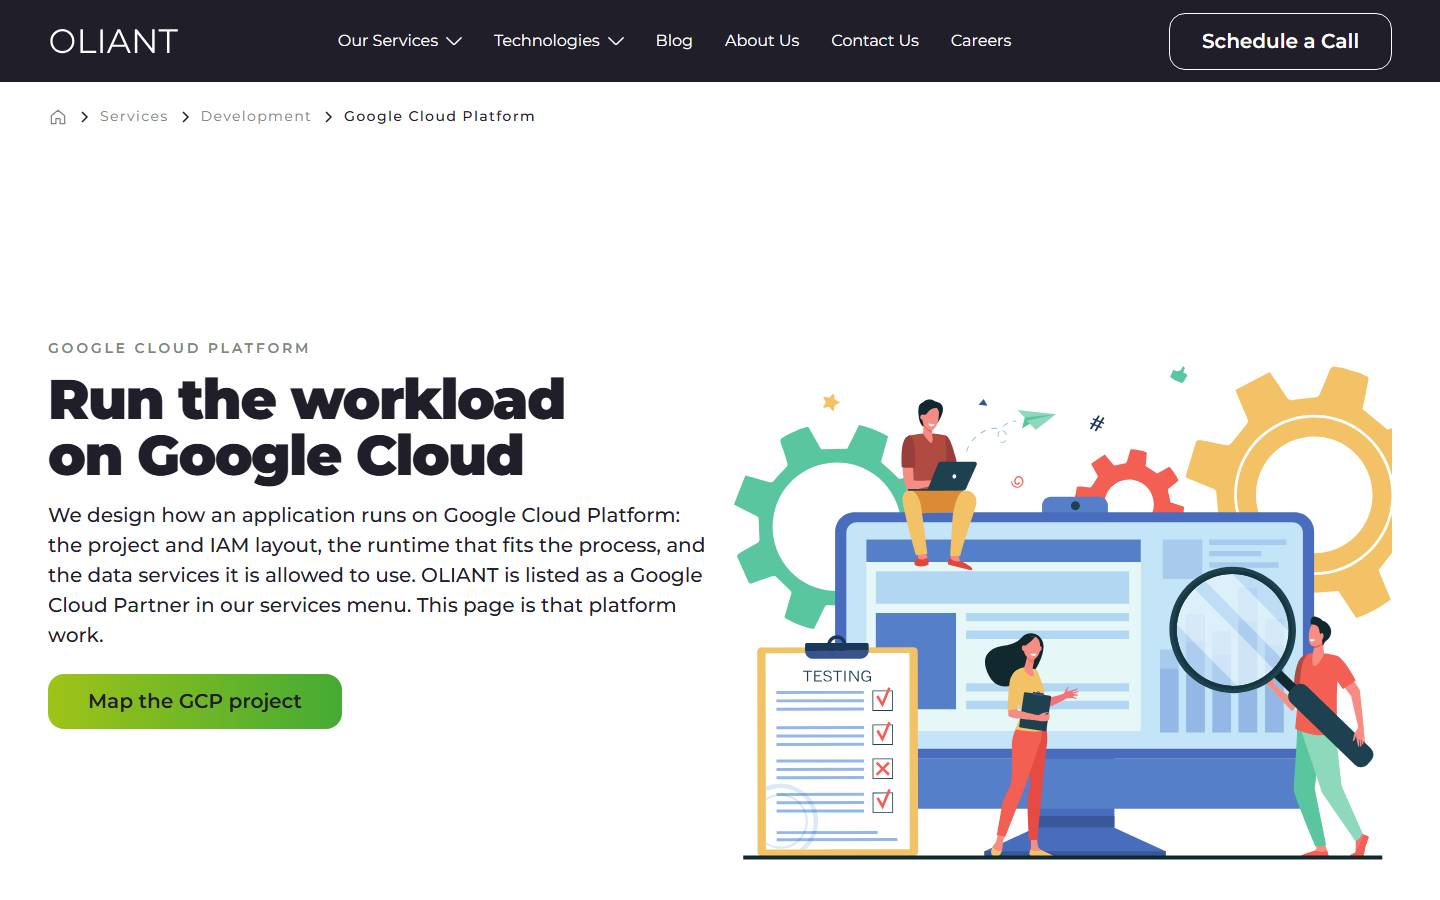 OLIANT
Our Services
Technologies
Blog
About Us
Contact Us
Careers
Schedule a Call
Services
Development
Google Cloud Platform
GOOGLE CLOUD PLATFORM
Run the workload
on Google Cloud
We design how an application runs on Google Cloud Platform:
the project and IAM layout, the runtime that fits the process, and
the data services it is allowed to use. OLIANT is listed as a Google
Cloud Partner in our services menu. This page is that platform
work.
Map the GCP project
#
TESTING